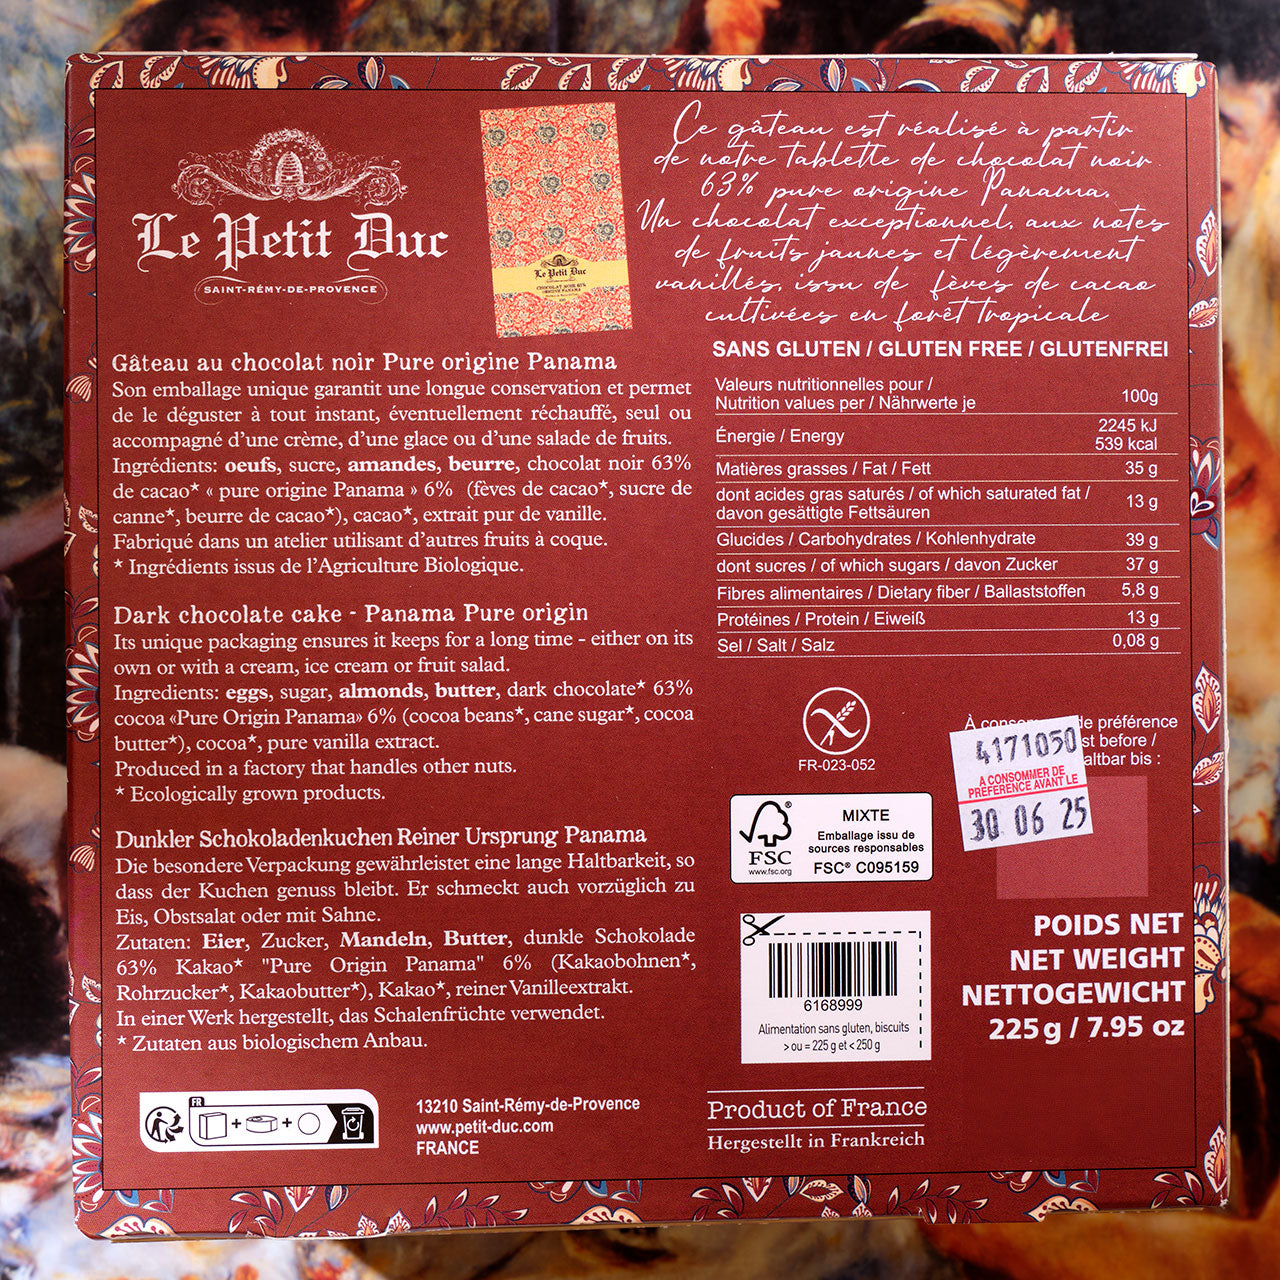 Le Petit Duc
SAINT-RÉMY-DE-PROVENCE
Le Petit Duc
CHOCOLAT NOIR 63%
ORIGINE PANAMA
Ce gâteau est réalisé à partir
de notre tablette de chocolat noir
63% pure origine Panama.
Un chocolat exceptionnel, aux notes
de fruits jaunes et légèrement
vanillés, issu de fèves de cacao
cultivées en forêt tropicale
Gâteau au chocolat noir Pure origine Panama
Son emballage unique garantit une longue conservation et permet
de le déguster à tout instant, éventuellement réchauffé, seul ou
accompagné d'une crème, d'une glace ou d'une salade de fruits.
Ingrédients: oeufs, sucre, amandes, beurre, chocolat noir 63%
de cacao* « pure origine Panama » 6% (fèves de cacao*, sucre de
canne*, beurre de cacao*), cacao*, extrait pur de vanille.
Fabriqué dans un atelier utilisant d'autres fruits à coque.
* Ingrédients issus de l'Agriculture Biologique.
Dark chocolate cake - Panama Pure origin
Its unique packaging ensures it keeps for a long time - either on its
own or with a cream, ice cream or fruit salad.
Ingredients: eggs, sugar, almonds, butter, dark chocolate* 63%
cocoa «Pure Origin Panama» 6% (cocoa beans*, cane sugar*, cocoa
butter*), cocoa*, pure vanilla extract.
Produced in a factory that handles other nuts.
* Ecologically grown products.
Dunkler Schokoladenkuchen Reiner Ursprung Panama
Die besondere Verpackung gewährleistet eine lange Haltbarkeit, so
dass der Kuchen genuss bleibt. Er schmeckt auch vorzüglich zu
Eis, Obstsalat oder mit Sahne.
Zutaten: Eier, Zucker, Mandeln, Butter, dunkle Schokolade
63% Kakao* "Pure Origin Panama" 6% (Kakaobohnen*,
Rohrzucker*, Kakaobutter*), Kakao*, reiner Vanilleextrakt.
In einer Werk hergestellt, das Schalenfrüchte verwendet.
* Zutaten aus biologischem Anbau.
SANS GLUTEN / GLUTEN FREE / GLUTENFREI
Valeurs nutritionnelles pour /
Nutrition values per / Nährwerte je 100g
Énergie / Energy 2245 kJ
539 kcal
Matières grasses / Fat / Fett 35 g
dont acides gras saturés / of which saturated fat /
davon gesättigte Fettsäuren 13 g
Glucides / Carbohydrates / Kohlenhydrate 39 g
dont sucres / of which sugars / davon Zucker 37 g
Fibres alimentaires / Dietary fiber / Ballaststoffen 5,8 g
Protéines / Protein / Eiweiß 13 g
Sel / Salt / Salz 0,08 g
FR-023-052
de préférence
before /
4171050
A CONSOMMER DE
PREFERENCE AVANT LE
30 06 25
FSC
www.fsc.org
MIXTE
Emballage issu de
sources responsables
FSC® C095159
6168999
Alimentation sans gluten, biscuits
> ou = 225 g et < 250 g
POIDS NET
NET WEIGHT
NETTOGEWICHT
225 g / 7.95 oz
FR
13210 Saint-Rémy-de-Provence
www.petit-duc.com
FRANCE
Product of France
Hergestellt in Frankreich